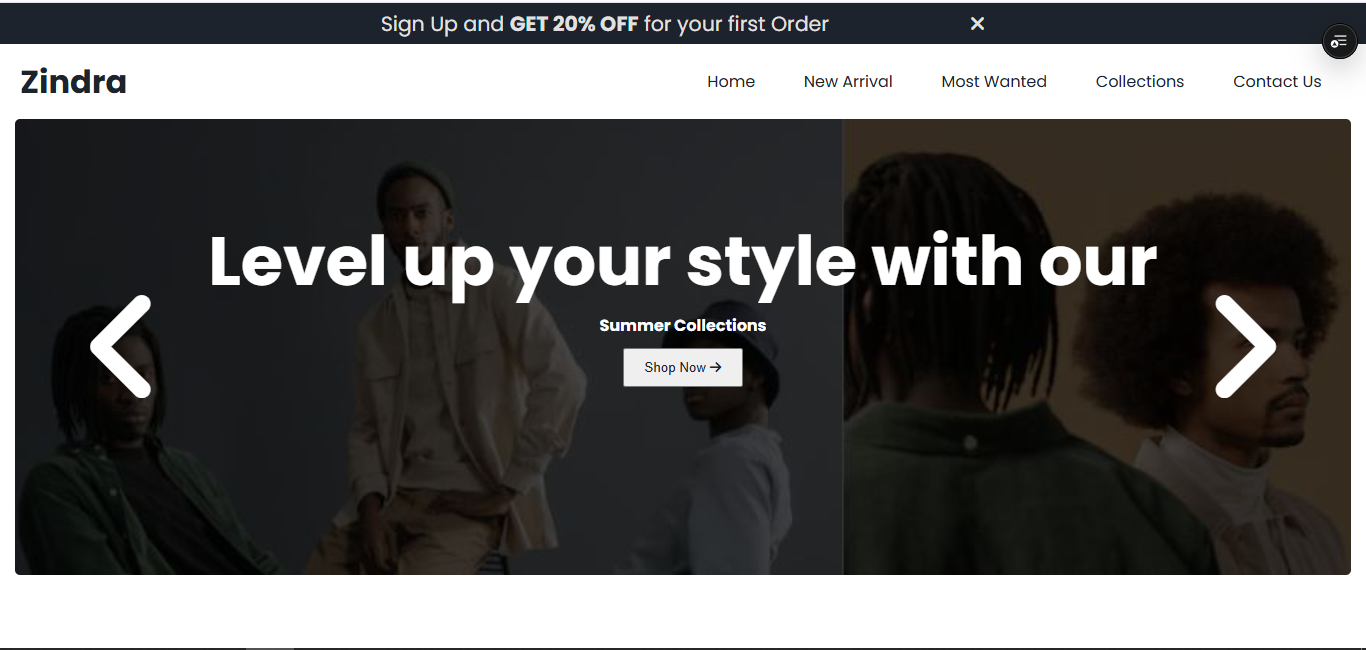 Sign Up and GET 20% OFF for your first Order
Zindra
Home New Arrival Most Wanted Collections Contact Us
Level up your style with our
Summer Collections
Shop Now